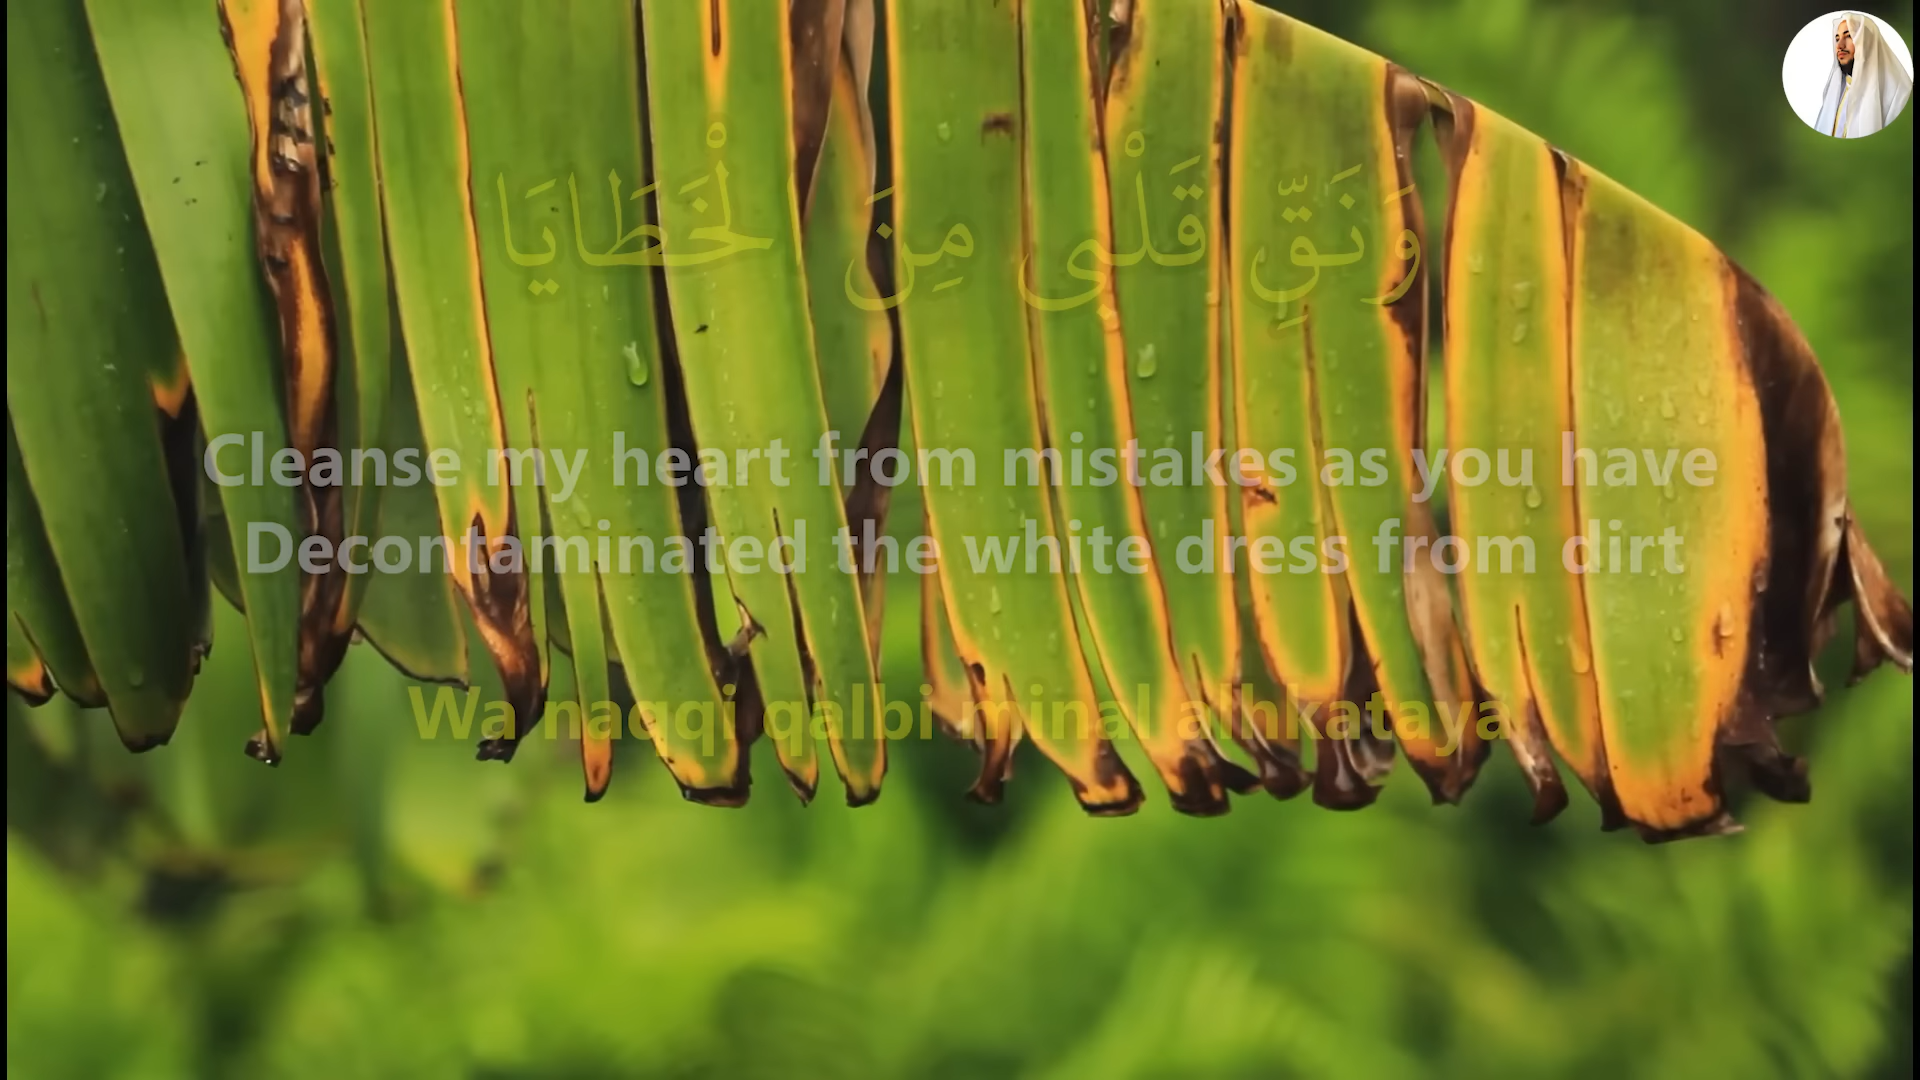 وَنَقِّ قَلْبِي مِنَ لْخَطَايَا
Cleanse my heart from mistakes as you have
Decontaminated the white dress from dirt
Wa naqqi qalbi minal alhkataya